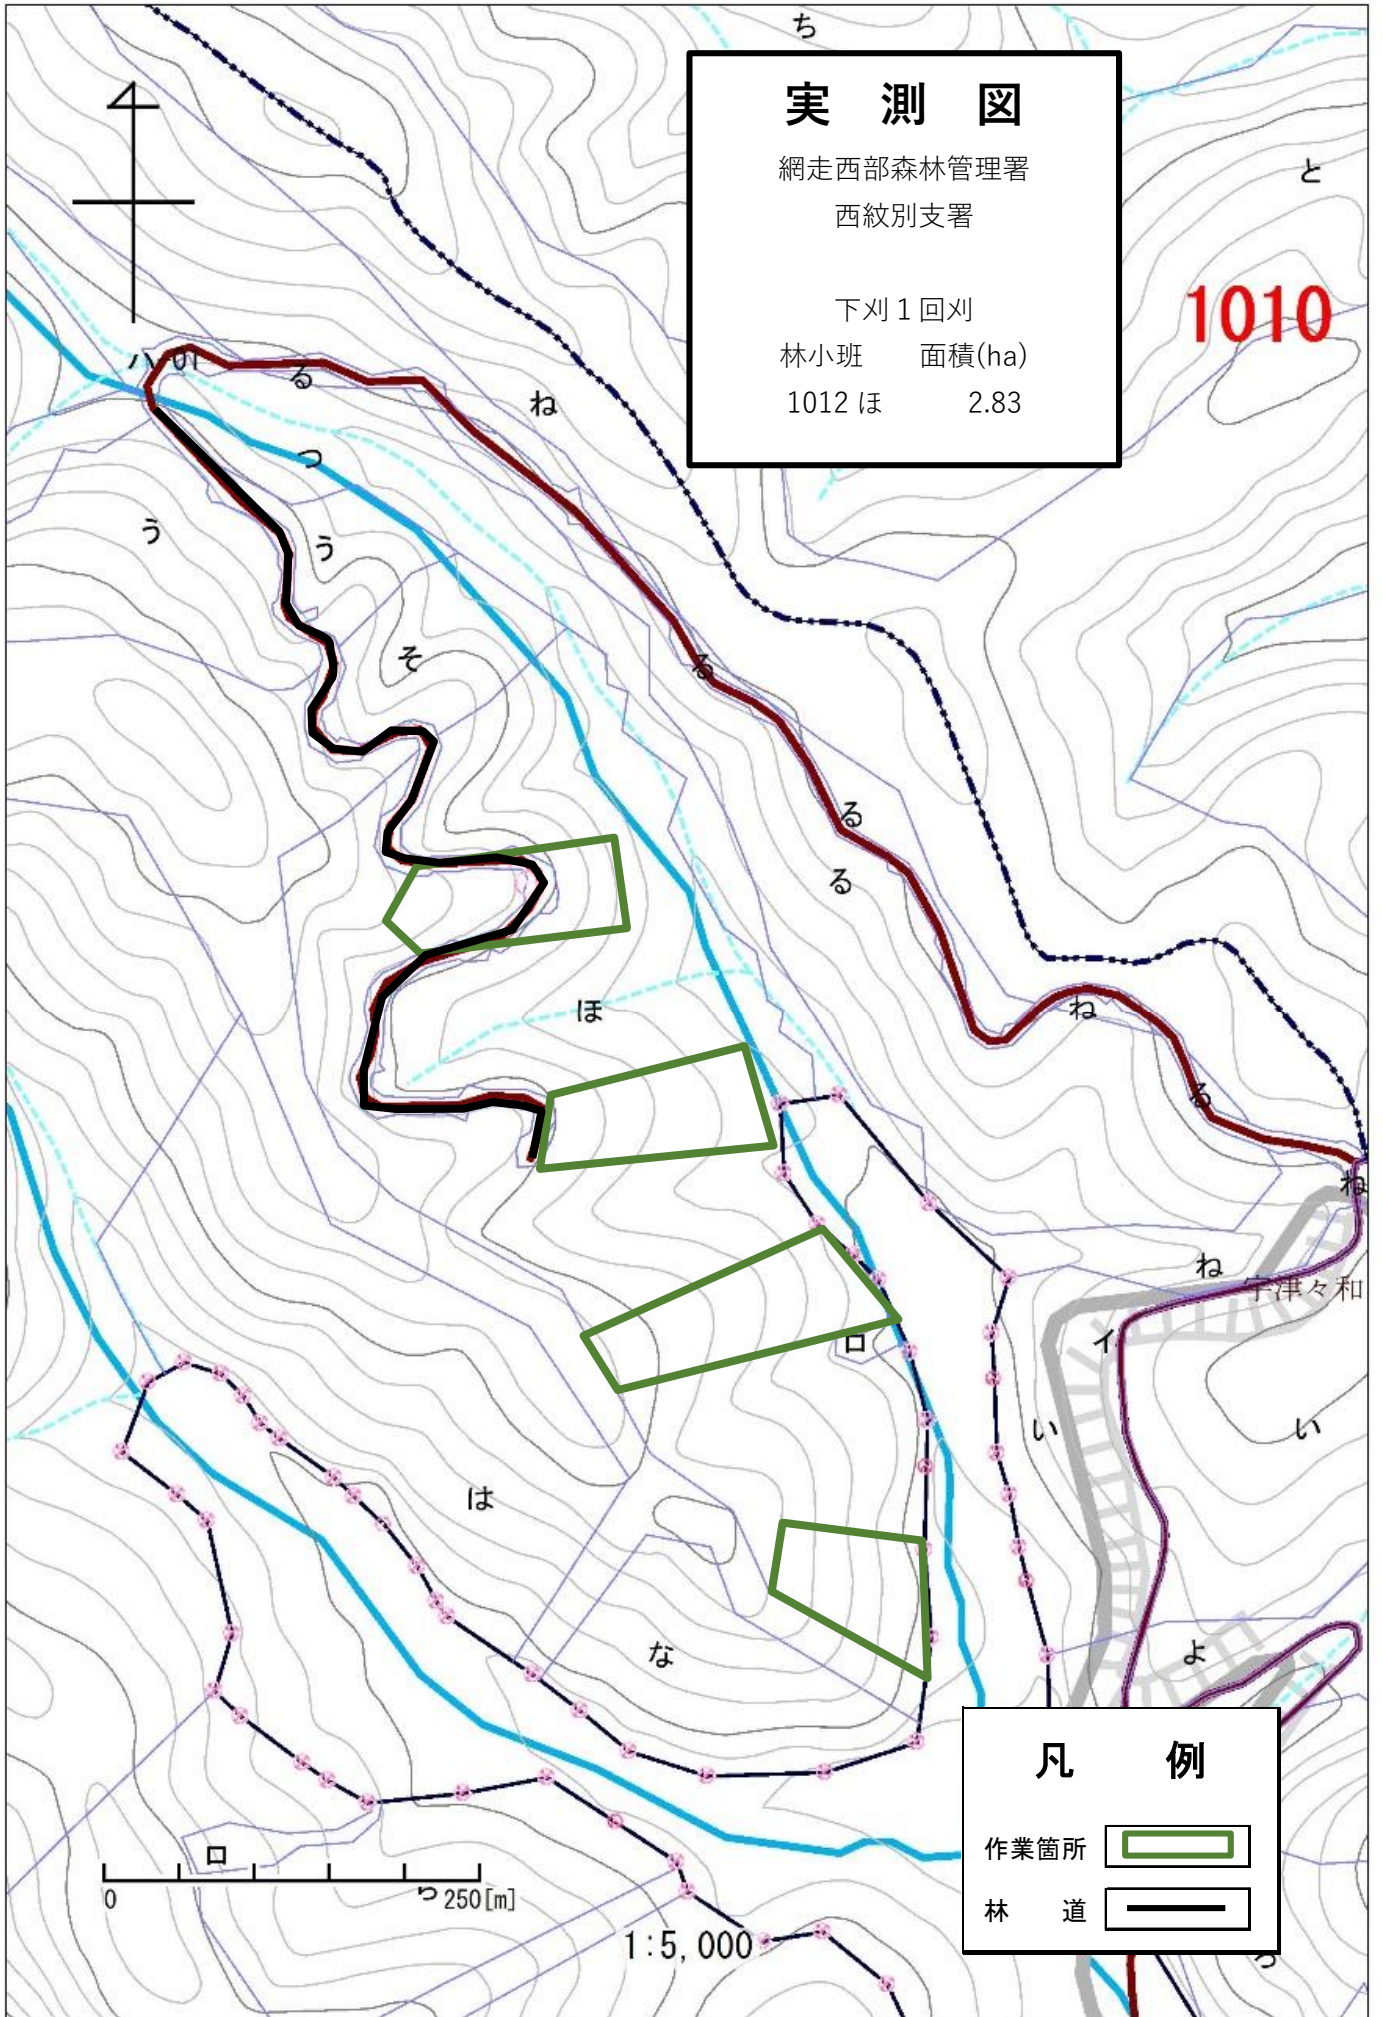 ち
実 測 図
網走西部森林管理署
西紋別支署
下刈1回刈
林小班 面積(ha)
1012 ほ 2.83
と
1010
ハ-01
る
ね
つ
う
う
そ
る
る
る
ほ
ね
る
ね
ね
宇津々和
イ
ロ
い
い
は
な
よ
凡 例
作業箇所
林 道
ロ
0
ら
250[m]
1:5,000